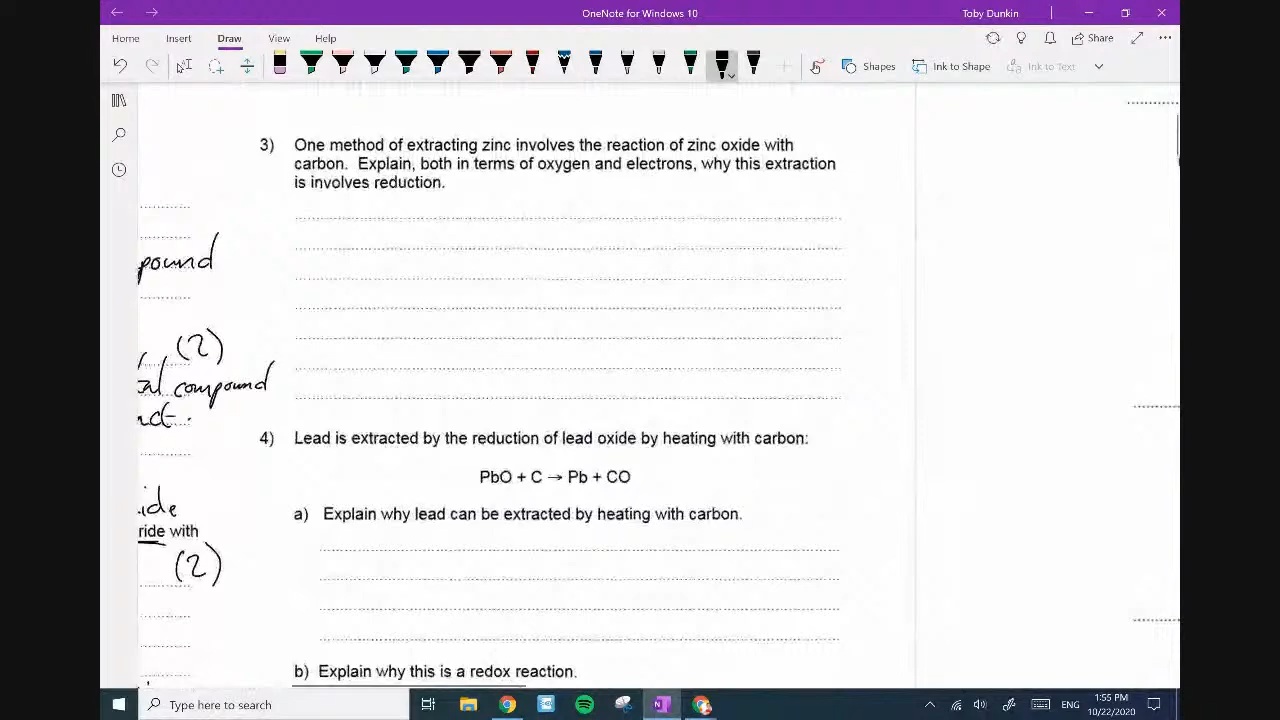 OneNote for Windows 10
Toby Dunkin
Home Insert Draw View Help
Share
Shapes
Ink to Shape
Ink to Text
3) One method of extracting zinc involves the reaction of zinc oxide with
carbon. Explain, both in terms of oxygen and electrons, why this extraction
is involves reduction.
pound
(2)
compound
4) Lead is extracted by the reduction of lead oxide by heating with carbon:
PbO + C → Pb + CO
a) Explain why lead can be extracted by heating with carbon.
ide
ride with
(2)
b) Explain why this is a redox reaction.
Type here to search
ENG
1:55 PM
10/22/2020